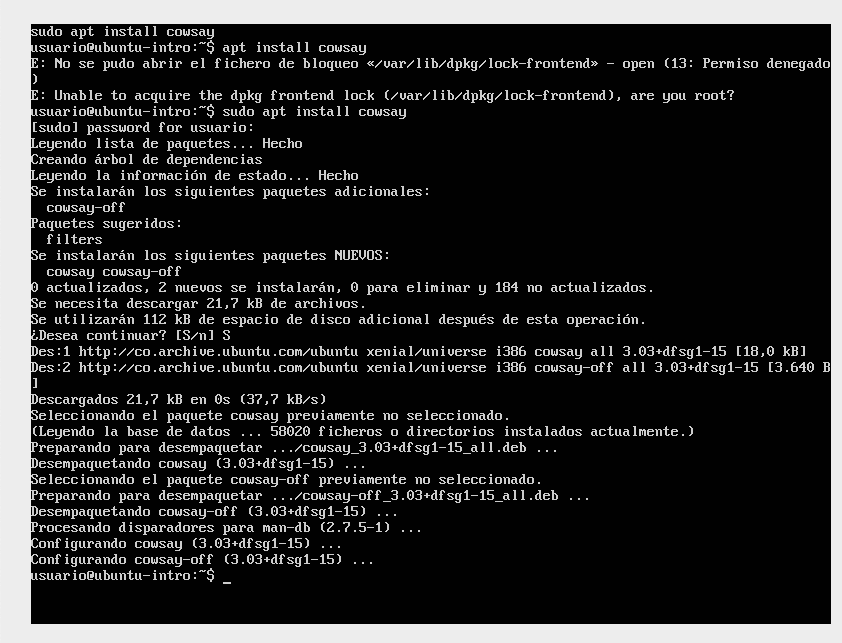 sudo apt install cowsay
usuario@ubuntu-intro:~$ apt install cowsay
E: No se pudo abrir el fichero de bloqueo «/var/lib/dpkg/lock-frontend» - open (13: Permiso denegado
)
E: Unable to acquire the dpkg frontend lock (/var/lib/dpkg/lock-frontend), are you root?
usuario@ubuntu-intro:~$ sudo apt install cowsay
[sudo] password for usuario:
Leyendo lista de paquetes... Hecho
Creando árbol de dependencias
Leyendo la información de estado... Hecho
Se instalarán los siguientes paquetes adicionales:
  cowsay-off
Paquetes sugeridos:
  filters
Se instalarán los siguientes paquetes NUEVOS:
  cowsay cowsay-off
0 actualizados, 2 nuevos se instalarán, 0 para eliminar y 184 no actualizados.
Se necesita descargar 21,7 kB de archivos.
Se utilizarán 112 kB de espacio de disco adicional después de esta operación.
¿Desea continuar? [S/n] S
Des:1 http://co.archive.ubuntu.com/ubuntu xenial/universe i386 cowsay all 3.03+dfsg1-15 [18,0 kB]
Des:2 http://co.archive.ubuntu.com/ubuntu xenial/universe i386 cowsay-off all 3.03+dfsg1-15 [3.640 B
]
Descargados 21,7 kB en 0s (37,7 kB/s)
Seleccionando el paquete cowsay previamente no seleccionado.
(Leyendo la base de datos ... 58020 ficheros o directorios instalados actualmente.)
Preparando para desempaquetar .../cowsay_3.03+dfsg1-15_all.deb ...
Desempaquetando cowsay (3.03+dfsg1-15) ...
Seleccionando el paquete cowsay-off previamente no seleccionado.
Preparando para desempaquetar .../cowsay-off_3.03+dfsg1-15_all.deb ...
Desempaquetando cowsay-off (3.03+dfsg1-15) ...
Procesando disparadores para man-db (2.7.5-1) ...
Configurando cowsay (3.03+dfsg1-15) ...
Configurando cowsay-off (3.03+dfsg1-15) ...
usuario@ubuntu-intro:~$ _